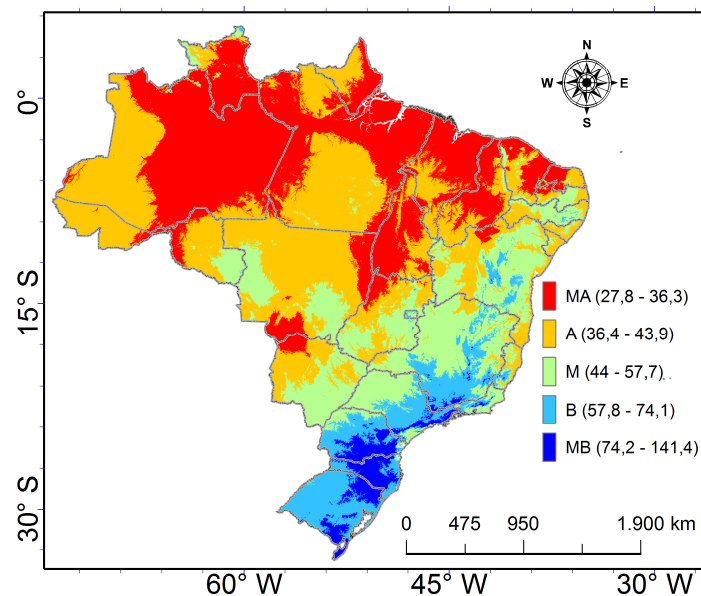 N
W E
S
0°
15° S
30° S
MA (27,8 - 36,3)
A (36,4 - 43,9)
M (44 - 57,7)
B (57,8 - 74,1)
MB (74,2 - 141,4)
0 475 950 1.900 km
60° W 45° W 30° W